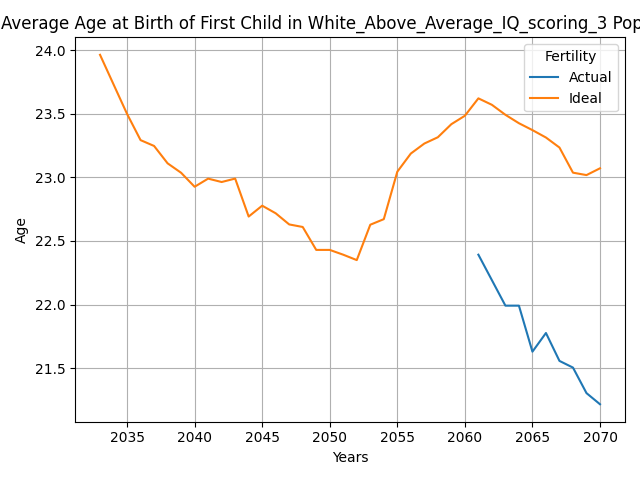 Average Age at Birth of First Child in White_Above_Average_IQ_scoring_3 Pop
Fertility
Actual
Ideal
24.0
23.5
23.0
22.5
22.0
21.5
Age
2035 2040 2045 2050 2055 2060 2065 2070
Years